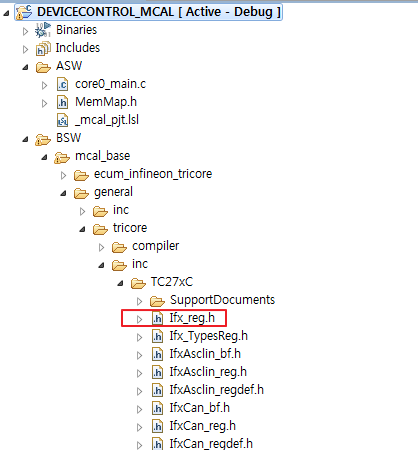 DEVICECONTROL_MCAL [ Active - Debug ]
Binaries
Includes
ASW
core0_main.c
MemMap.h
_mcal_pjt.lsl
BSW
mcal_base
ecum_infineon_tricore
general
inc
tricore
compiler
inc
TC27xC
SupportDocuments
Ifx_reg.h
Ifx_TypesReg.h
IfxAsclin_bf.h
IfxAsclin_reg.h
IfxAsclin_regdef.h
IfxCan_bf.h
IfxCan_reg.h
IfxCan_regdef.h